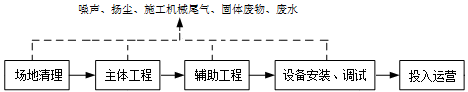 噪声、扬尘、施工机械尾气、固体废物、废水
场地清理
主体工程
辅助工程
设备安装、调试
投入运营